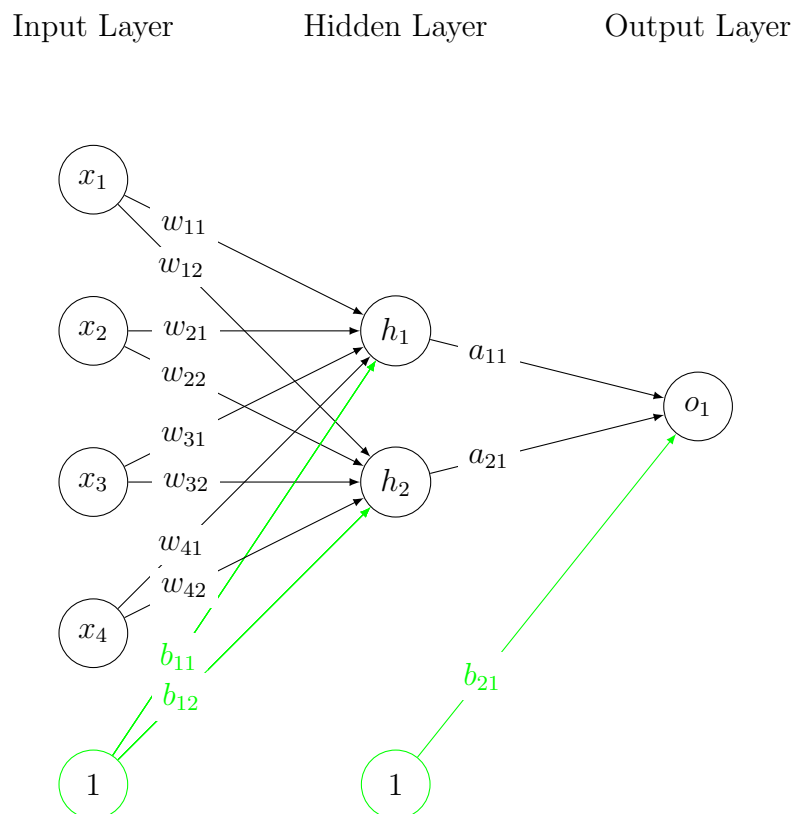 Input Layer Hidden Layer Output Layer
x₁
w₁₁
w₁₂
x₂ w₂₁ h₁
a₁₁
w₂₂
o₁
w₃₁
a₂₁
x₃ w₃₂ h₂
w₄₁
w₄₂
x₄
b₁₁
b₂₁
b₁₂
1 1